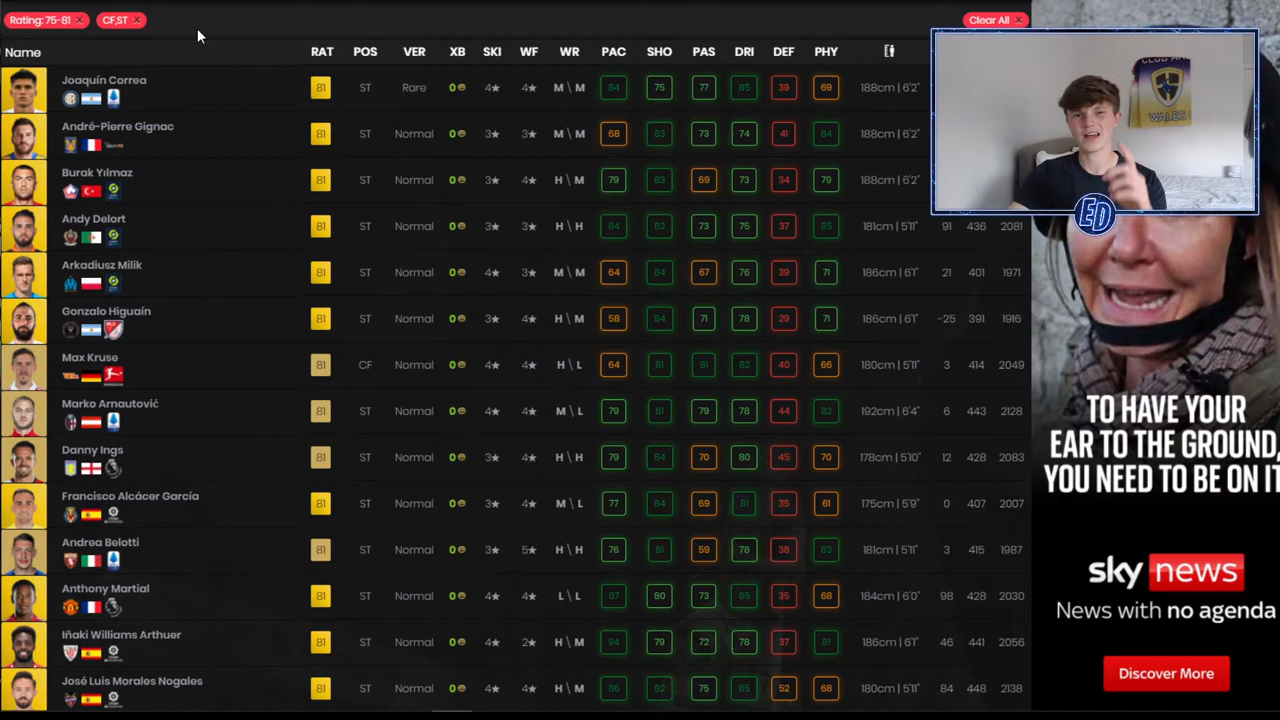 Rating: 75-81 × CF,ST × Clear All ×
Name RAT POS VER XB SKI WF WR PAC SHO PAS DRI DEF PHY
Joaquín Correa
81 ST Rare 0 4★ 4★ M \ M 84 75 77 85 39 69 188cm | 6'2"
André-Pierre Gignac
81 ST Normal 0 3★ 3★ M \ M 68 83 73 74 41 84 188cm | 6'2"
Burak Yılmaz
81 ST Normal 0 3★ 4★ H \ M 79 83 69 73 34 79 188cm | 6'2"
Andy Delort
81 ST Normal 0 3★ 4★ H \ H 84 82 73 75 37 85 181cm | 5'11" 91 436 2081
Arkadiusz Milik
81 ST Normal 0 4★ 3★ M \ M 64 84 67 76 39 71 186cm | 6'1" 21 401 1971
Gonzalo Higuaín
81 ST Normal 0 3★ 4★ M \ M 58 84 71 78 29 71 186cm | 6'1" -25 391 1916
Max Kruse
81 CF Normal 0 3★ 4★ H \ L 64 81 81 82 40 66 180cm | 5'11" 3 414 2049
Marko Arnautović
81 ST Normal 0 4★ 4★ M \ L 79 81 79 78 44 82 192cm | 6'4" 6 443 2128
Danny Ings
81 ST Normal 0 4★ 4★ H \ H 79 84 70 80 45 70 178cm | 5'10" 12 428 2083
Francisco Alcácer García
81 ST Normal 0 3★ 4★ M \ L 77 84 69 81 35 61 175cm | 5'9" 0 407 2007
Andrea Belotti
81 ST Normal 0 3★ 5★ H \ H 76 81 59 78 38 83 181cm | 5'11" 3 415 1987
Anthony Martial
81 ST Normal 0 4★ 4★ L \ L 87 80 73 85 35 68 184cm | 6'0" 98 428 2030
Iñaki Williams Arthuer
81 ST Normal 0 4★ 2★ H \ M 94 79 72 78 37 81 186cm | 6'1" 46 441 2056
José Luis Morales Nogales
81 ST Normal 0 4★ 4★ H \ M 86 82 75 85 52 68 180cm | 5'11" 84 448 2138
WALES
ED
TO HAVE YOUR
EAR TO THE GROUND,
YOU NEED TO BE ON IT
sky news
News with no agenda
Discover More